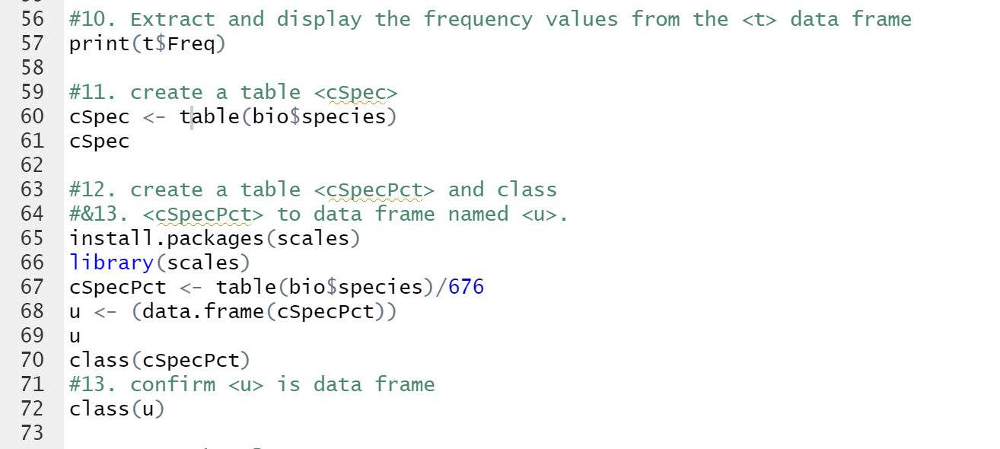 56 #10. Extract and display the frequency values from the <t> data frame
57 print(t$Freq)
58
59 #11. create a table <cSpec>
60 cSpec <- table(bio$species)
61 cSpec
62
63 #12. create a table <cSpecPct> and class
64 #&13. <cSpecPct> to data frame named <u>.
65 install.packages(scales)
66 library(scales)
67 cSpecPct <- table(bio$species)/676
68 u <- (data.frame(cSpecPct))
69 u
70 class(cSpecPct)
71 #13. confirm <u> is data frame
72 class(u)
73